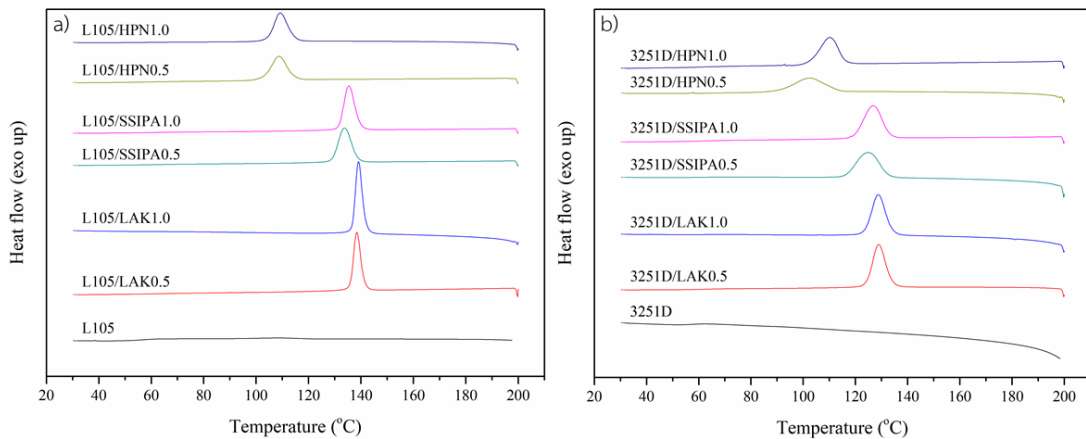 a)
L105/HPN1.0
L105/HPN0.5
L105/SSIPA1.0
L105/SSIPA0.5
L105/LAK1.0
L105/LAK0.5
L105
Heat flow (exo up)
20 40 60 80 100 120 140 160 180 200
Temperature (°C)
b)
3251D/HPN1.0
3251D/HPN0.5
3251D/SSIPA1.0
3251D/SSIPA0.5
3251D/LAK1.0
3251D/LAK0.5
3251D
Heat flow (exo up)
20 40 60 80 100 120 140 160 180 200
Temperature (°C)